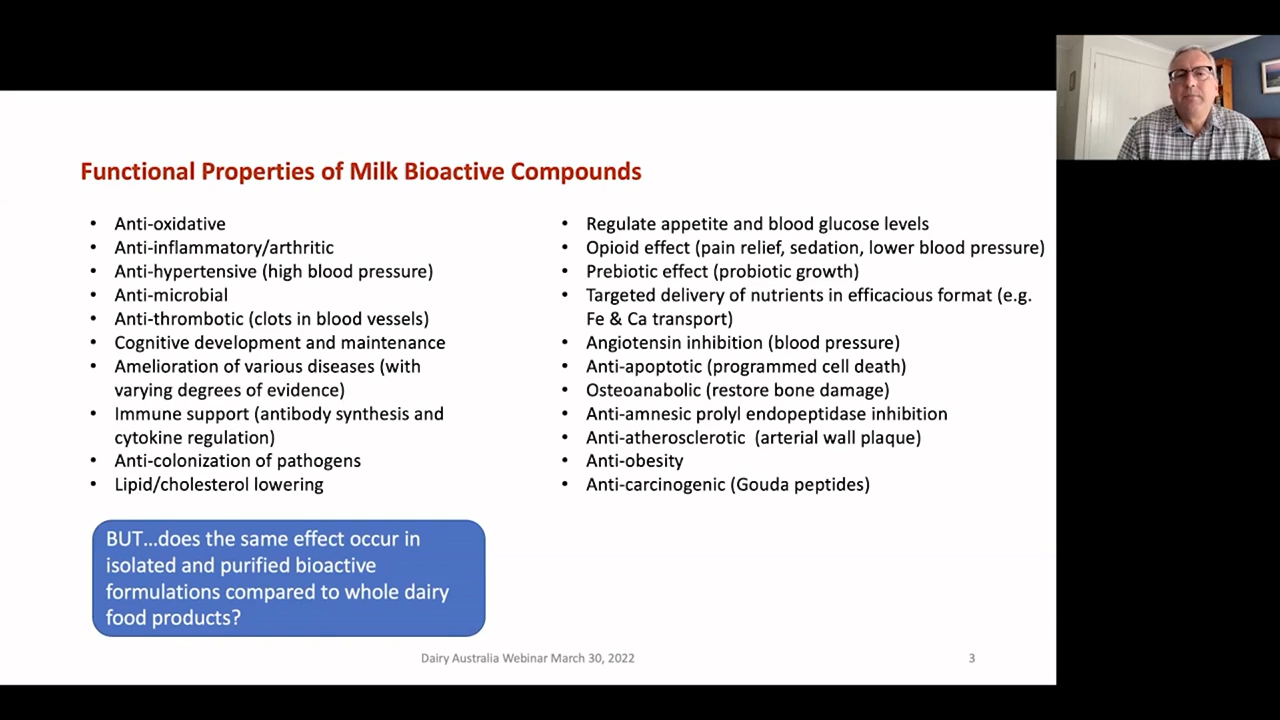 Functional Properties of Milk Bioactive Compounds
• Anti-oxidative
• Anti-inflammatory/arthritic
• Anti-hypertensive (high blood pressure)
• Anti-microbial
• Anti-thrombotic (clots in blood vessels)
• Cognitive development and maintenance
• Amelioration of various diseases (with
varying degrees of evidence)
• Immune support (antibody synthesis and
cytokine regulation)
• Anti-colonization of pathogens
• Lipid/cholesterol lowering
• Regulate appetite and blood glucose levels
• Opioid effect (pain relief, sedation, lower blood pressure)
• Prebiotic effect (probiotic growth)
• Targeted delivery of nutrients in efficacious format (e.g.
Fe & Ca transport)
• Angiotensin inhibition (blood pressure)
• Anti-apoptotic (programmed cell death)
• Osteoanabolic (restore bone damage)
• Anti-amnesic prolyl endopeptidase inhibition
• Anti-atherosclerotic (arterial wall plaque)
• Anti-obesity
• Anti-carcinogenic (Gouda peptides)
BUT...does the same effect occur in
isolated and purified bioactive
formulations compared to whole dairy
food products?
Dairy Australia Webinar March 30, 2022
3